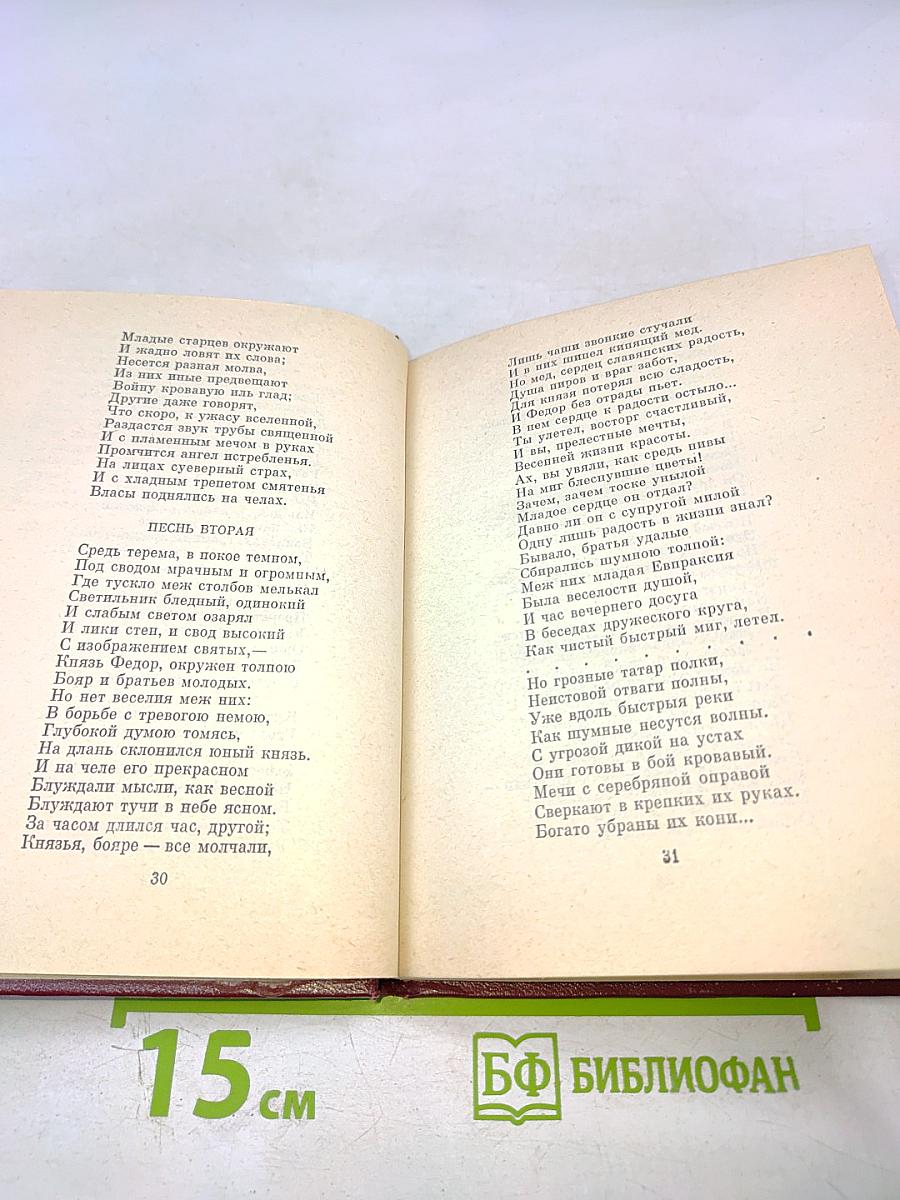 Младые старцев окружают
И жадно ловят их слова;
Несется разная молва,
Из них иные предвещают
Войну кровавую иль глад;
Другие даже говорят,
Что скоро, к ужасу вселенной,
Раздастся звук трубы священной
И с пламенным мечом в руках
Промчится ангел истребленья.
На лицах суеверный страх,
И с хладным трепетом смятенья
Власы поднялись на челах.
ПЕСНЬ ВТОРАЯ
Средь терема, в покое темном,
Под сводом мрачным и огромным,
Где тускло меж столбов мелькал
Светильник бледный, одинокий
И слабым светом озарял
И лики стен, и свод высокий
С изображением святых,—
Князь Федор, окружен толпою
Бояр и братьев молодых.
Но нет веселия меж них:
В борьбе с тревогою немою,
Глубокой думою томясь,
На длань склонился юный князь.
И на челе его прекрасном
Блуждали мысли, как весной
Блуждают тучи в небе ясном.
За часом длился час, другой;
Князья, бояре — все молчали,
30
Лишь чаши звонкие стучали
И в них шипел кипящий мед.
Но мед, сердец славянских радость,
Душа пиров и враг забот,
Для князя потерял всю сладость,
И Федор без отрады пьет.
В нем сердце к радости остыло...
Ты улетел, восторг счастливый,
И вы, прелестные мечты,
Весенней жизни красоты.
Ах, вы увяли, как средь нивы
На миг блеснувшие цветы!
Зачем, зачем тоске унылой
Младое сердце он отдал?
Давно ли он с супругой милой
Одну лишь радость в жизни знал?
Бывало, братья удалые
Сбирались шумною толпой:
Меж них младая Евпраксия
Была веселости душой,
И час вечернего досуга
В беседах дружеского круга,
Как чистый быстрый миг, летел.
. . . . . . . . . .
Но грозные татар полки,
Неистовой отваги полны,
Уже вдоль быстрыя реки
Как шумные несутся волны.
С угрозой дикой на устах
Они готовы в бой кровавый.
Мечи с серебряной оправой
Сверкают в крепких их руках.
Богато убраны их кони...
31
15 см
БФ БИБЛИОФАН